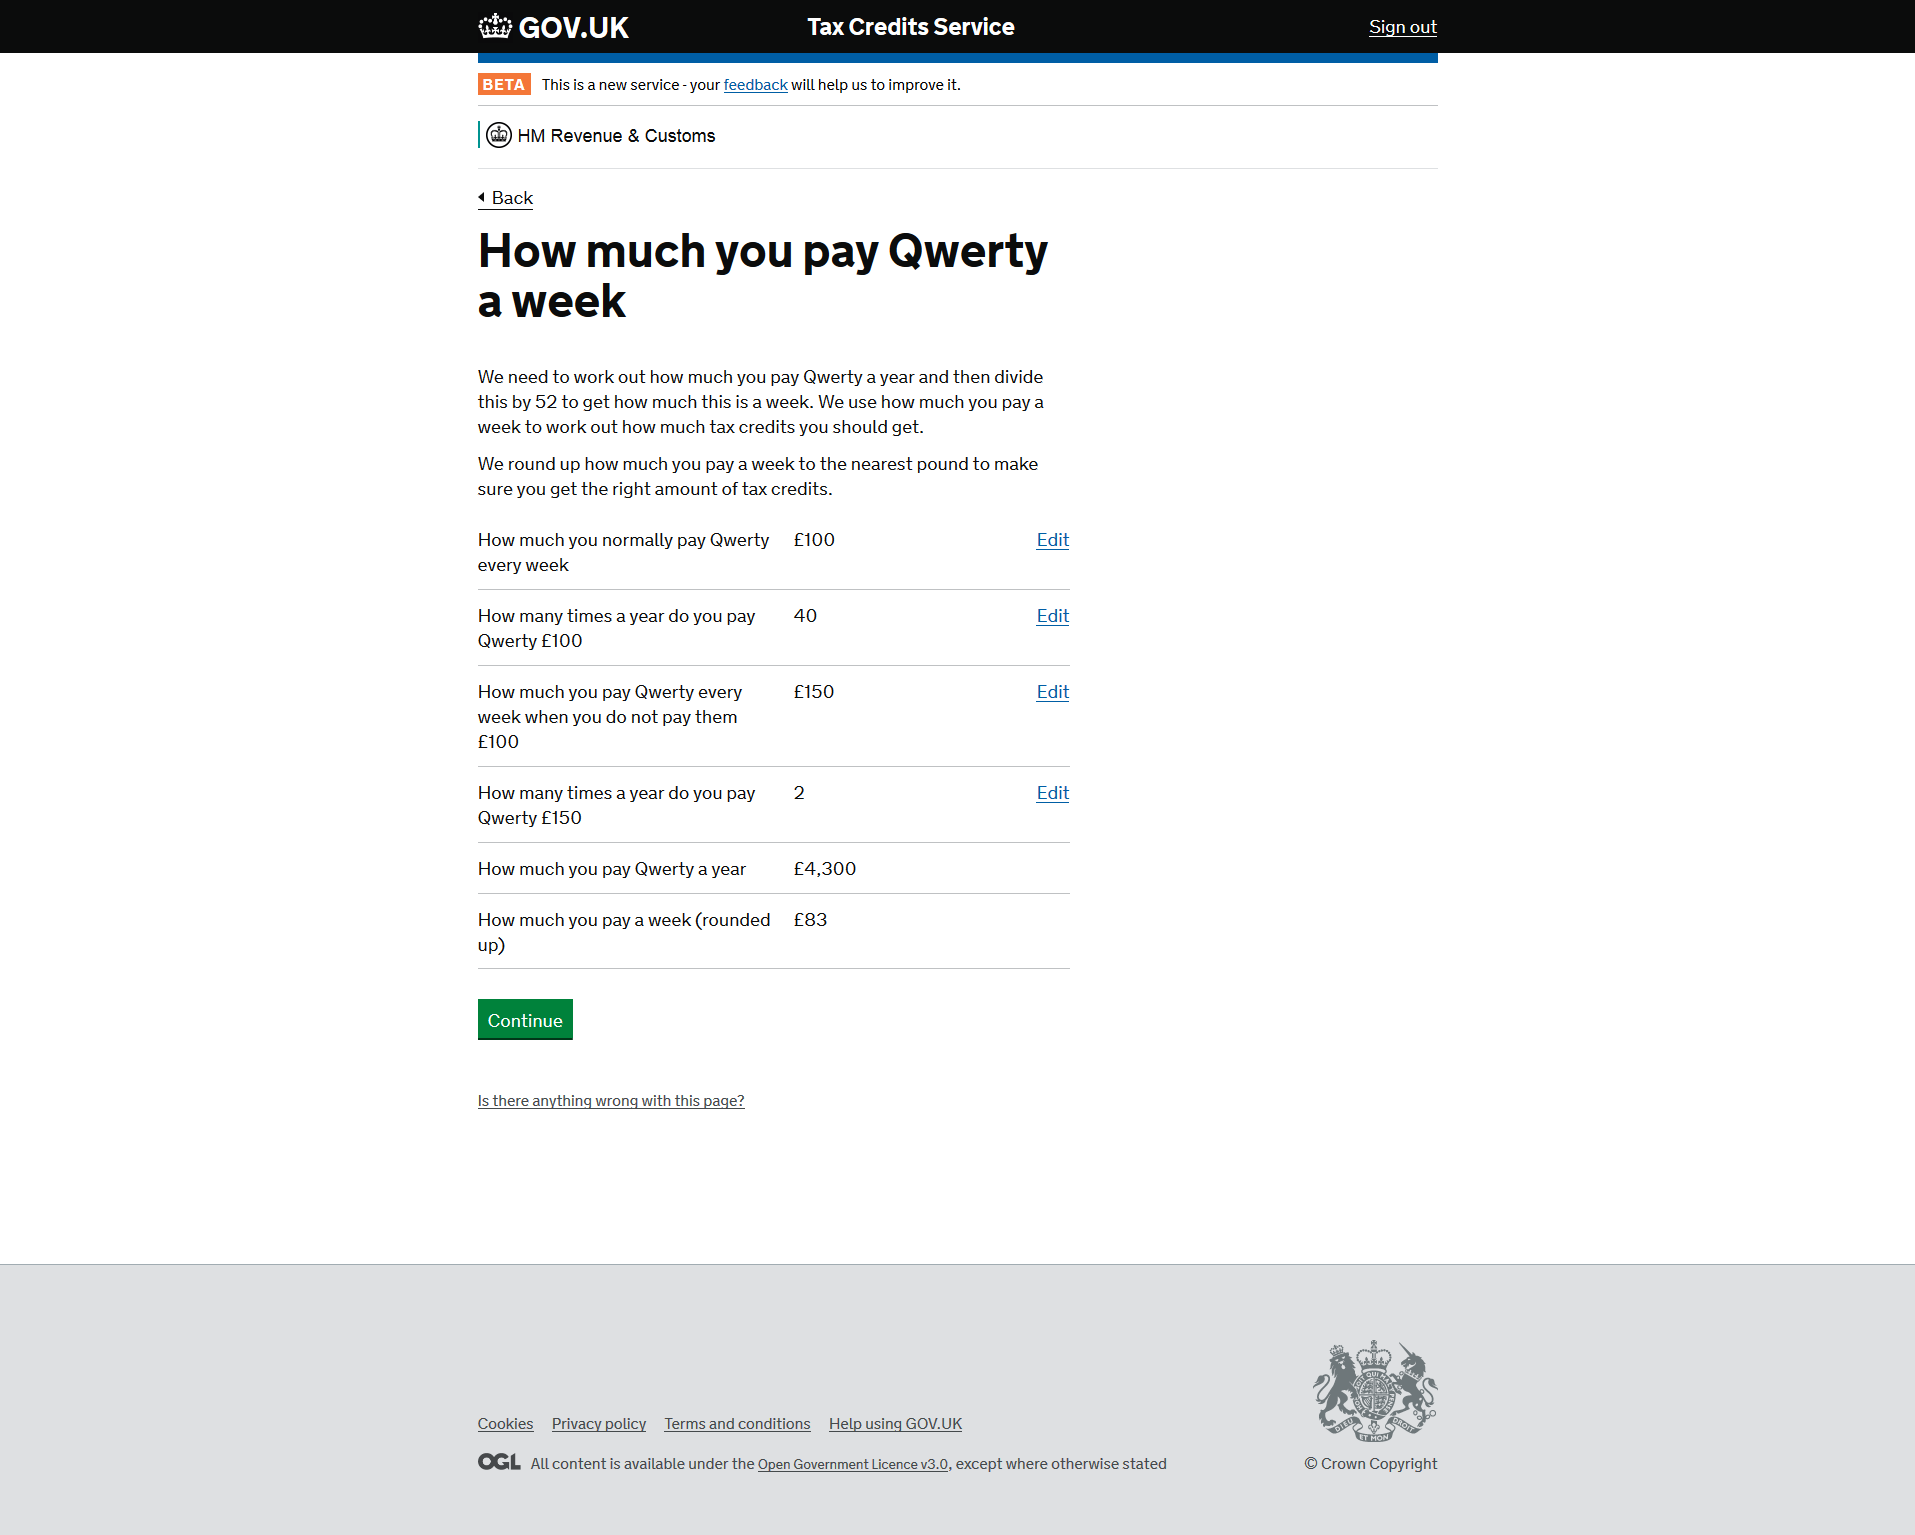 GOV.UK
Tax Credits Service
Sign out
BETA This is a new service - your feedback will help us to improve it.
HM Revenue & Customs
Back
How much you pay Qwerty
a week
We need to work out how much you pay Qwerty a year and then divide
this by 52 to get how much this is a week. We use how much you pay a
week to work out how much tax credits you should get.
We round up how much you pay a week to the nearest pound to make
sure you get the right amount of tax credits.
How much you normally pay Qwerty £100 Edit
every week
How many times a year do you pay 40 Edit
Qwerty £100
How much you pay Qwerty every £150 Edit
week when you do not pay them
£100
How many times a year do you pay 2 Edit
Qwerty £150
How much you pay Qwerty a year £4,300
How much you pay a week (rounded £83
up)
Continue
Is there anything wrong with this page?
Cookies Privacy policy Terms and conditions Help using GOV.UK
OGL All content is available under the Open Government Licence v3.0, except where otherwise stated
DIEU ET MON DROIT
© Crown Copyright